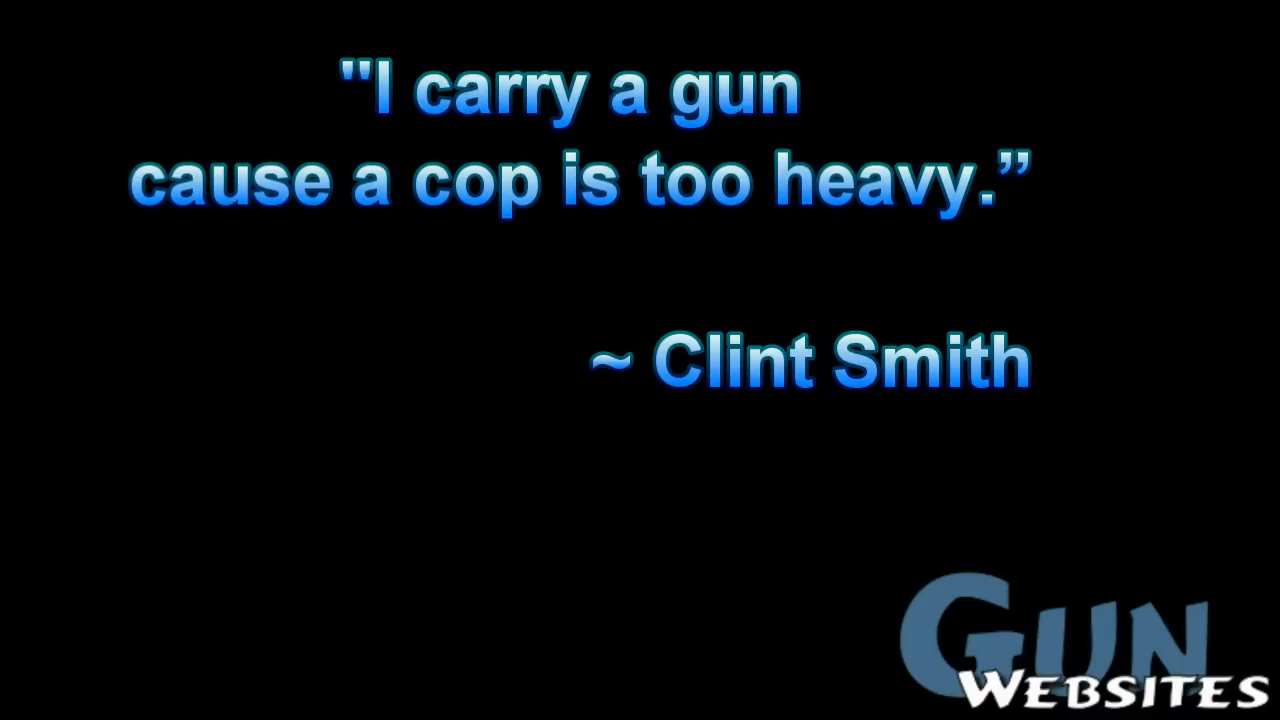 "I carry a gun
cause a cop is too heavy.”
~ Clint Smith
GUN
WEBSITES